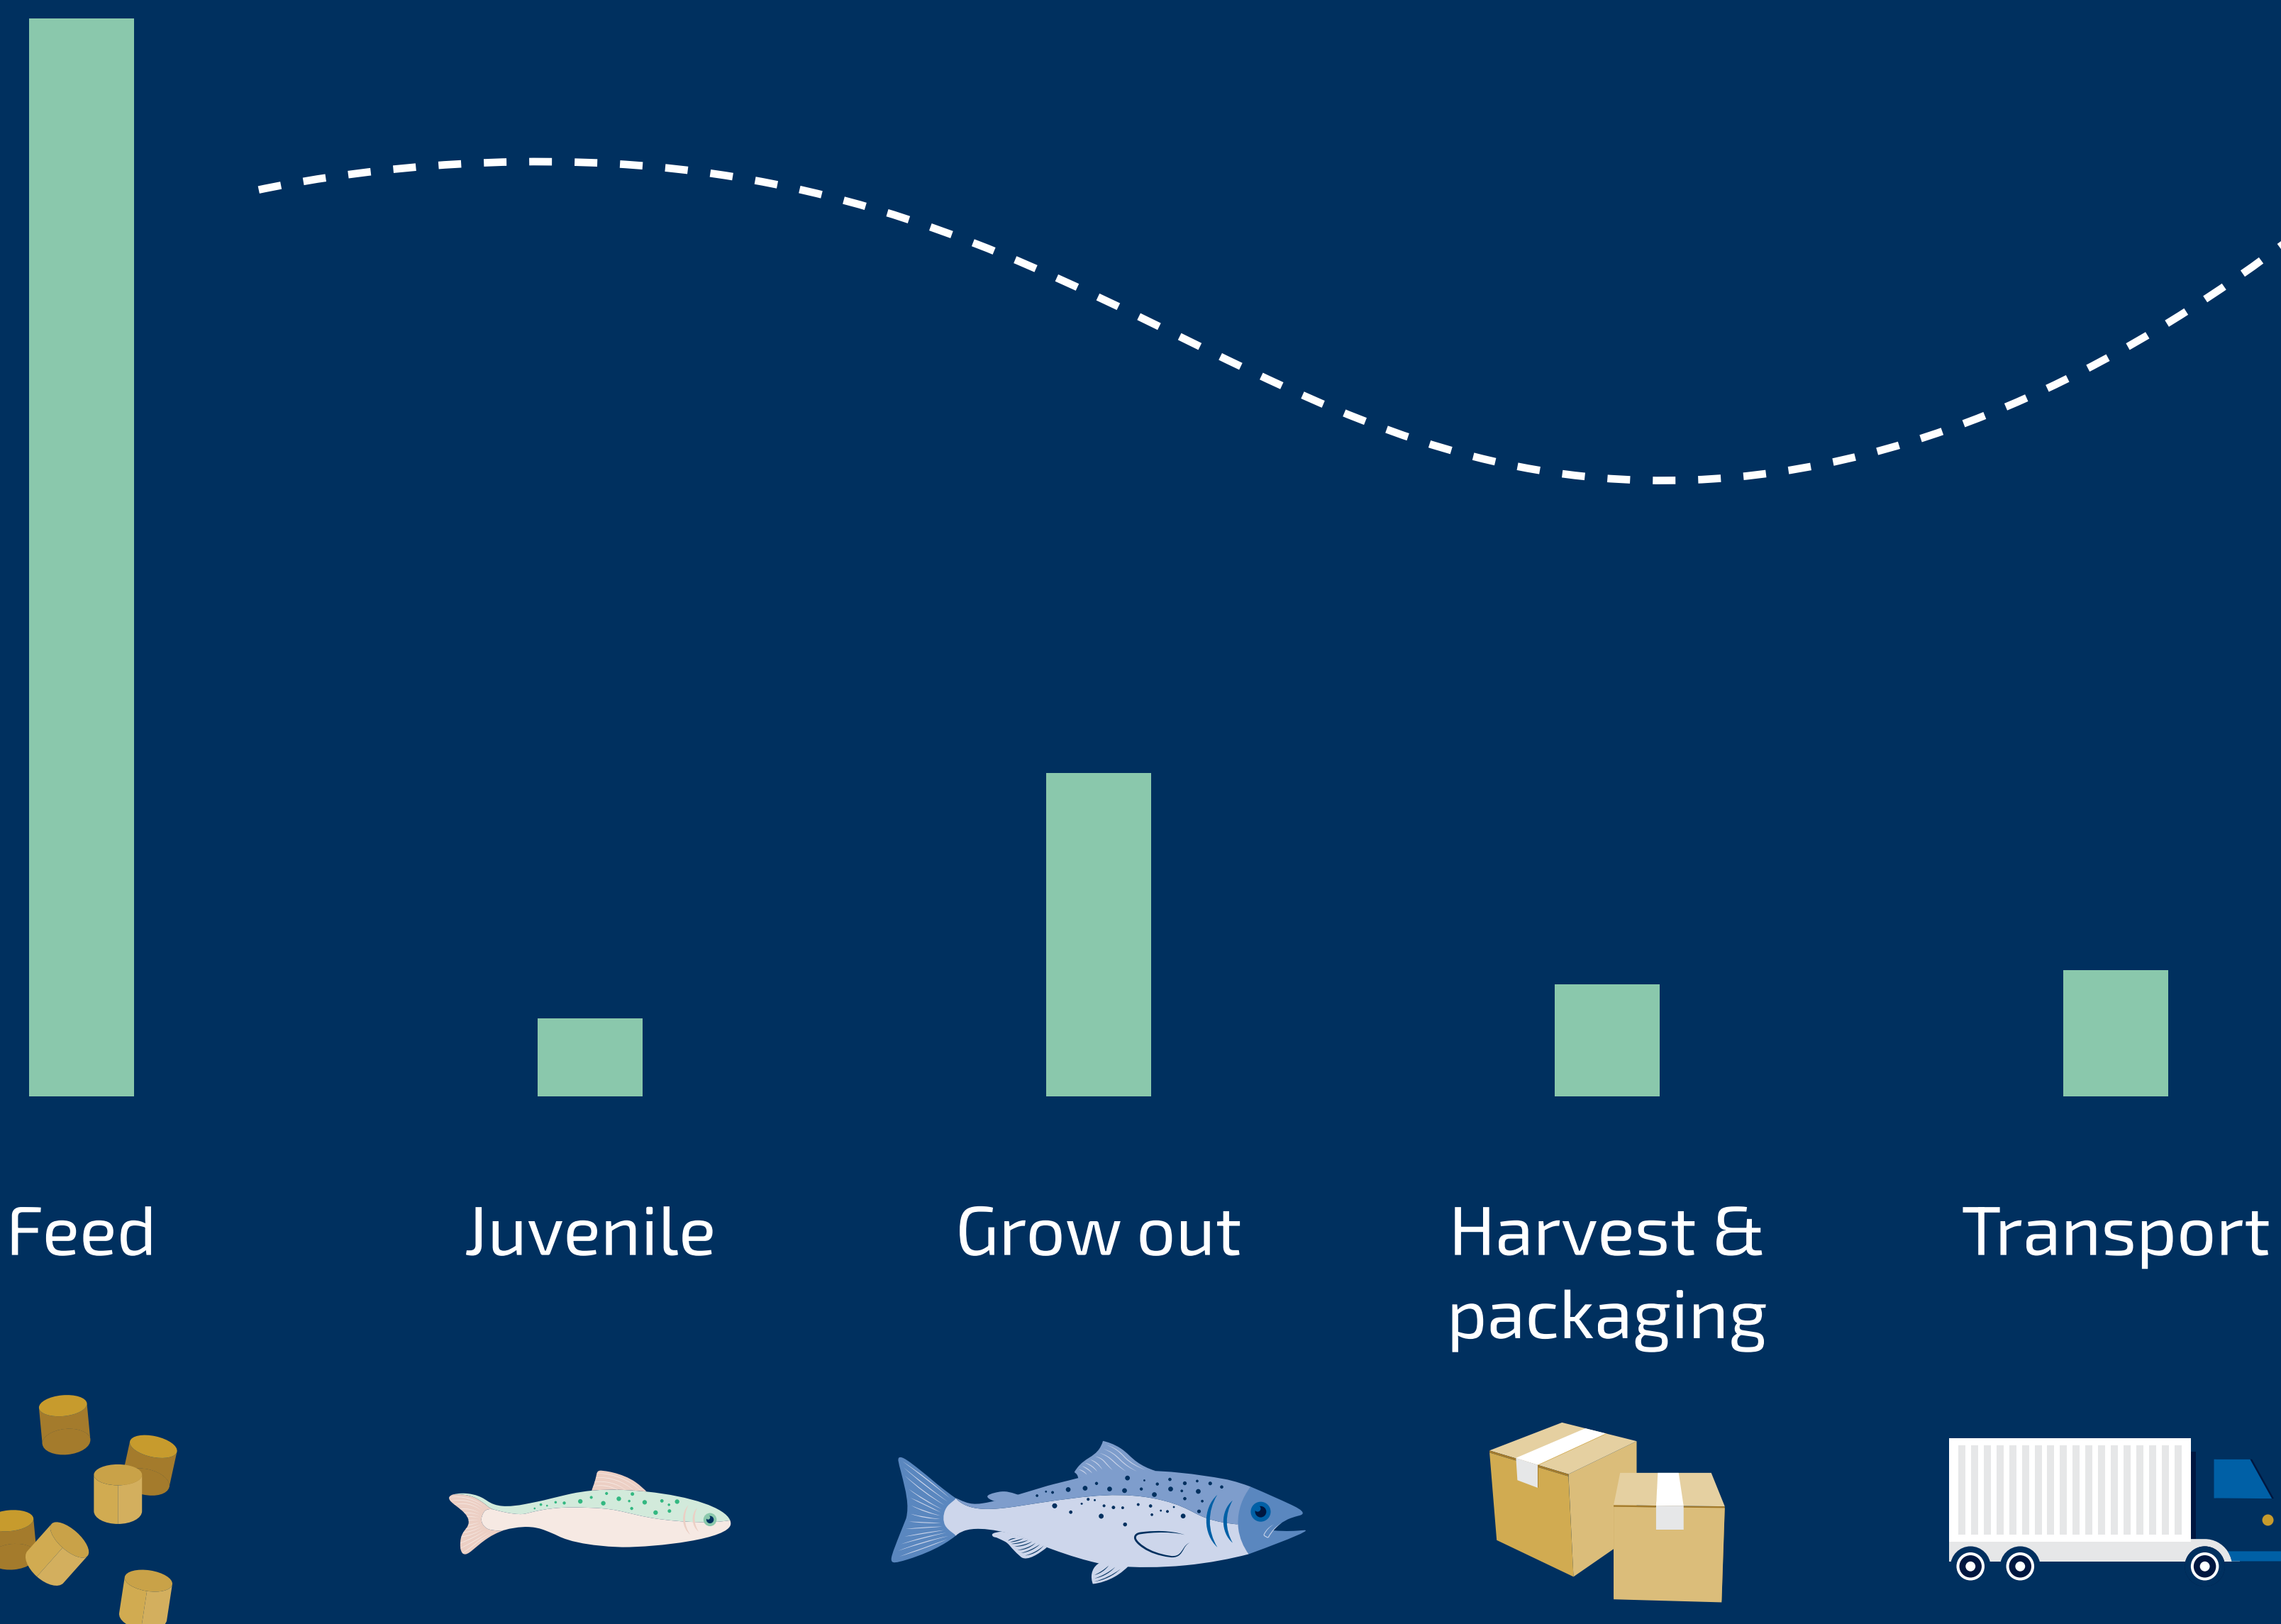 Feed
Juvenile
Grow out
Harvest &
packaging
Transport